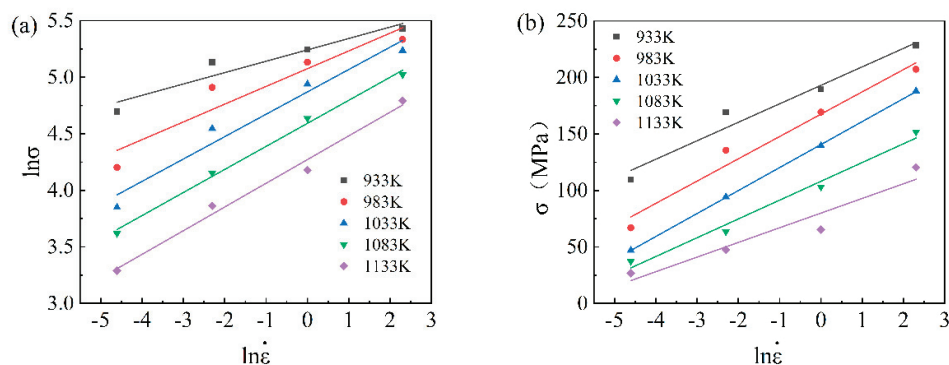 (a)
5.5
5.0
4.5
4.0
3.5
3.0
lnσ
933K
983K
1033K
1083K
1133K
-5 -4 -3 -2 -1 0 1 2 3
lnε̇
(b)
250
200
150
100
50
0
σ（MPa）
933K
983K
1033K
1083K
1133K
-5 -4 -3 -2 -1 0 1 2 3
lnε̇